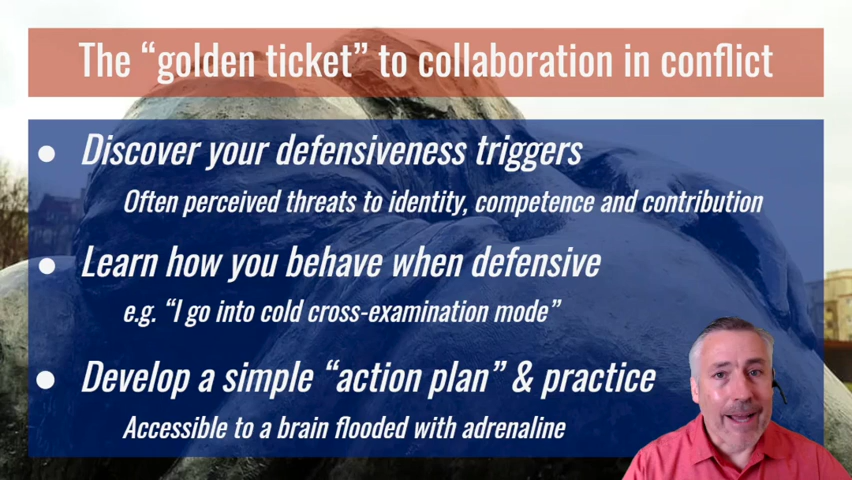 The “golden ticket” to collaboration in conflict
● Discover your defensiveness triggers
Often perceived threats to identity, competence and contribution
● Learn how you behave when defensive
e.g. “I go into cold cross-examination mode”
● Develop a simple “action plan” & practice
Accessible to a brain flooded with adrenaline